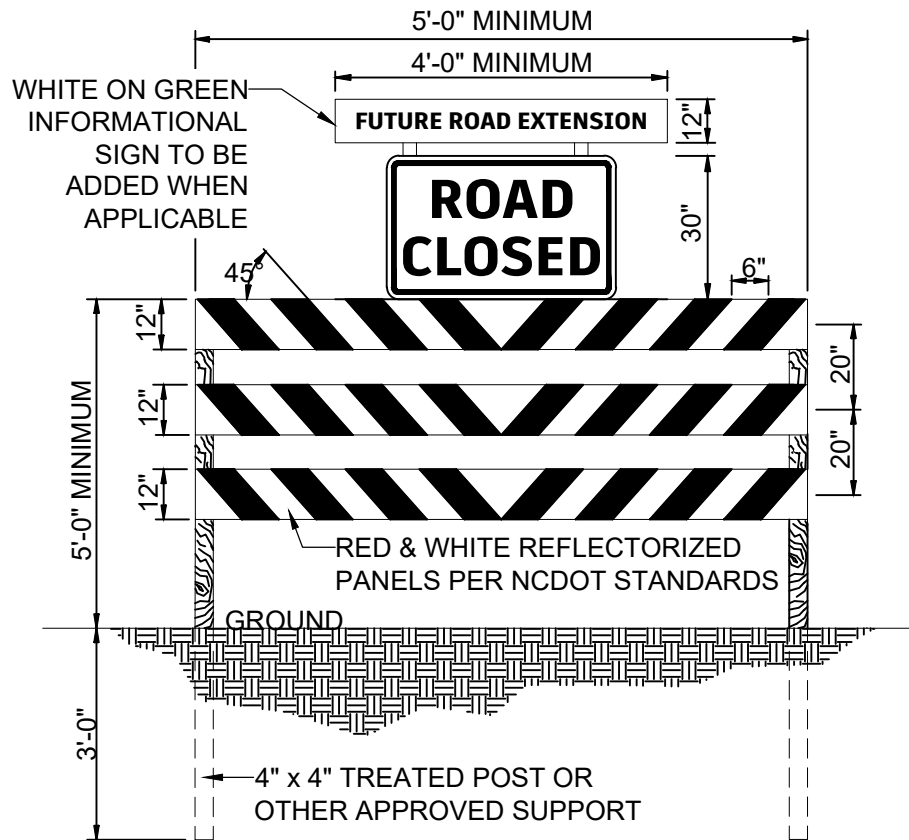 5'-0" MINIMUM
4'-0" MINIMUM
WHITE ON GREEN
INFORMATIONAL
SIGN TO BE
ADDED WHEN
APPLICABLE
FUTURE ROAD EXTENSION
12"
ROAD
CLOSED
30"
45°
6"
12"
12"
12"
20"
20"
5'-0" MINIMUM
RED & WHITE REFLECTORIZED
PANELS PER NCDOT STANDARDS
GROUND
3'-0"
4" x 4" TREATED POST OR
OTHER APPROVED SUPPORT